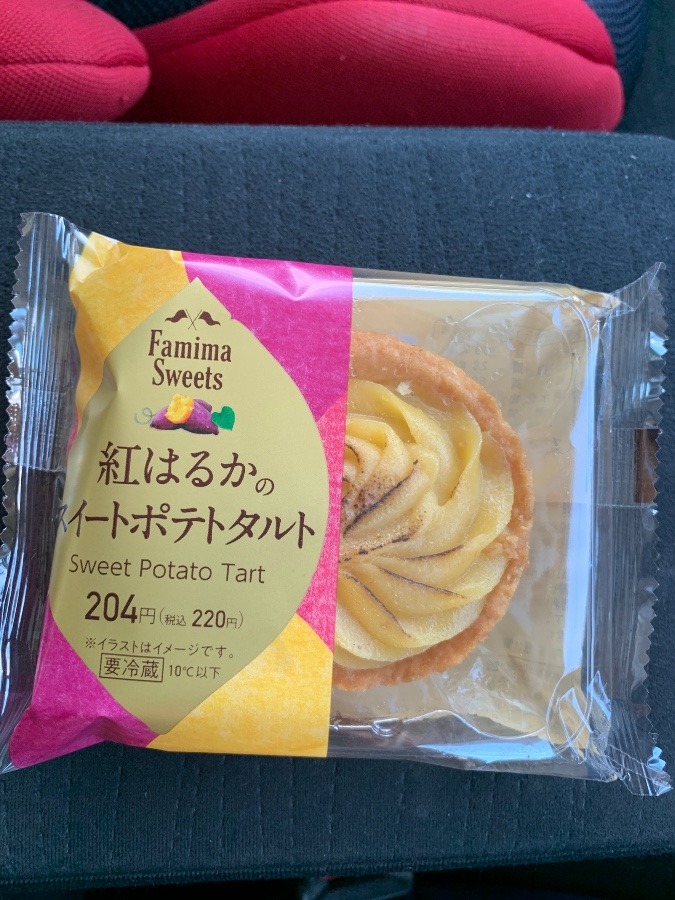 Famima
Sweets
紅はるかの
スイートポテトタルト
Sweet Potato Tart
204円(税込 220円)
※イラストはイメージです。
要冷蔵 10℃以下